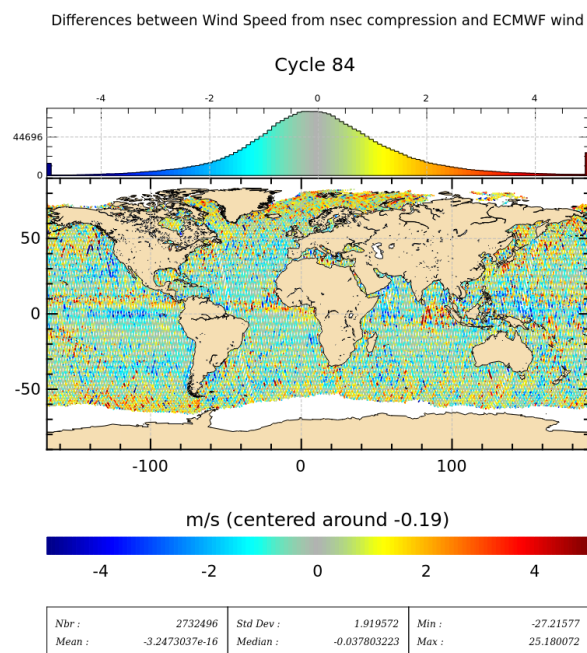 Differences between Wind Speed from nsec compression and ECMWF wind
Cycle 84
-4 -2 0 2 4
44696
0
50
0
-50
-100 0 100
m/s (centered around -0.19)
-4 -2 0 2 4
Nbr : 2732496 Std Dev : 1.919572 Min : -27.21577
Mean : -3.2473037e-16 Median : -0.037803223 Max : 25.180072